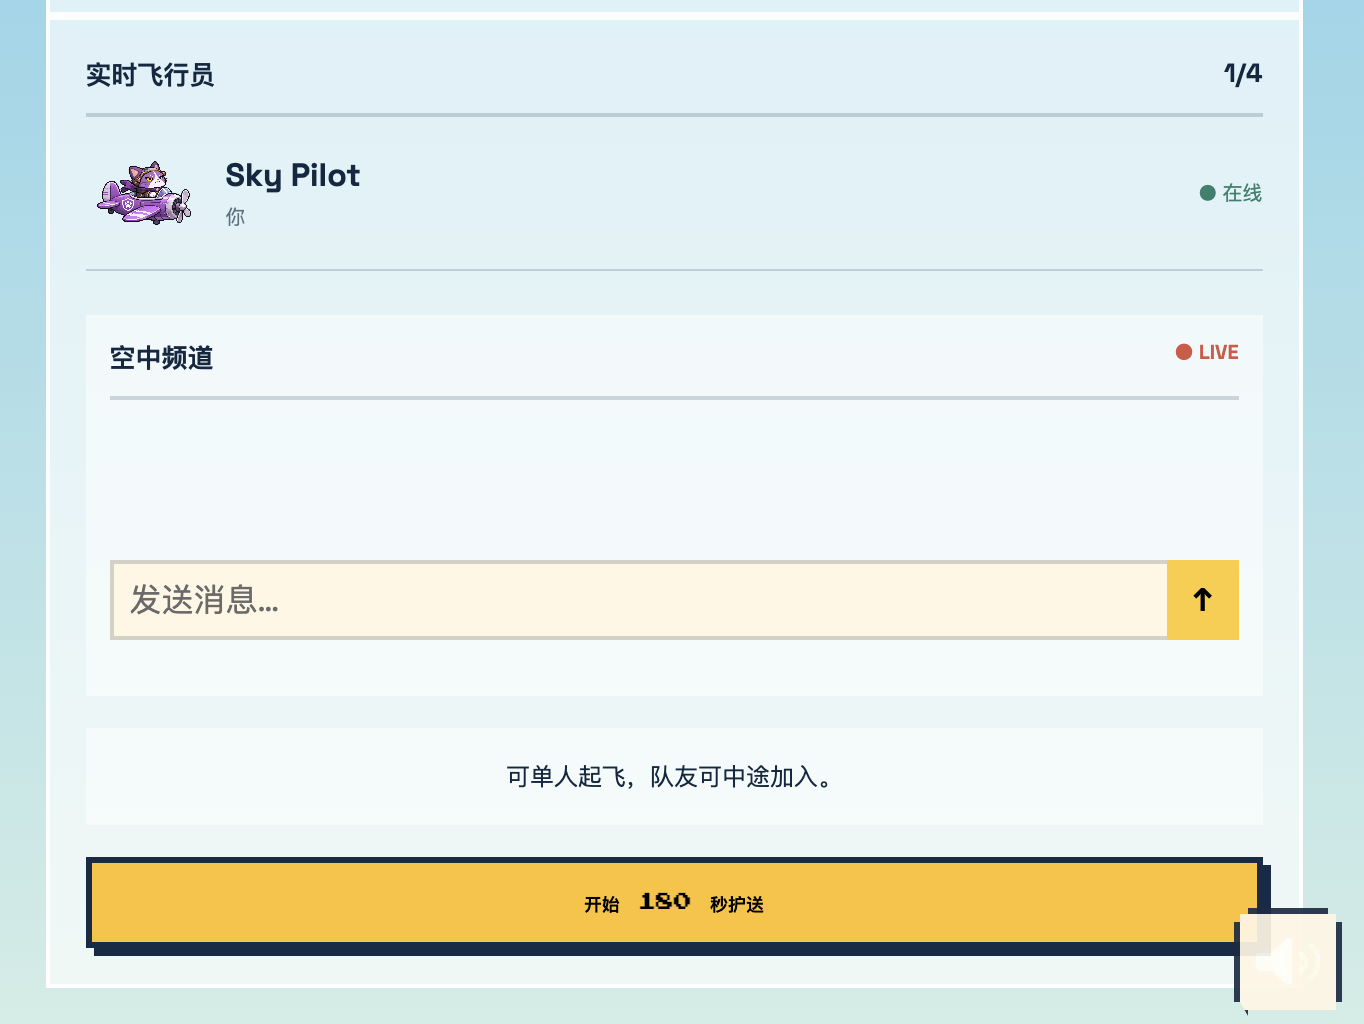 实时飞行员
1/4
Sky Pilot
你
在线
空中频道
LIVE
发送消息...
↑
可单人起飞，队友可中途加入。
开始 180 秒护送